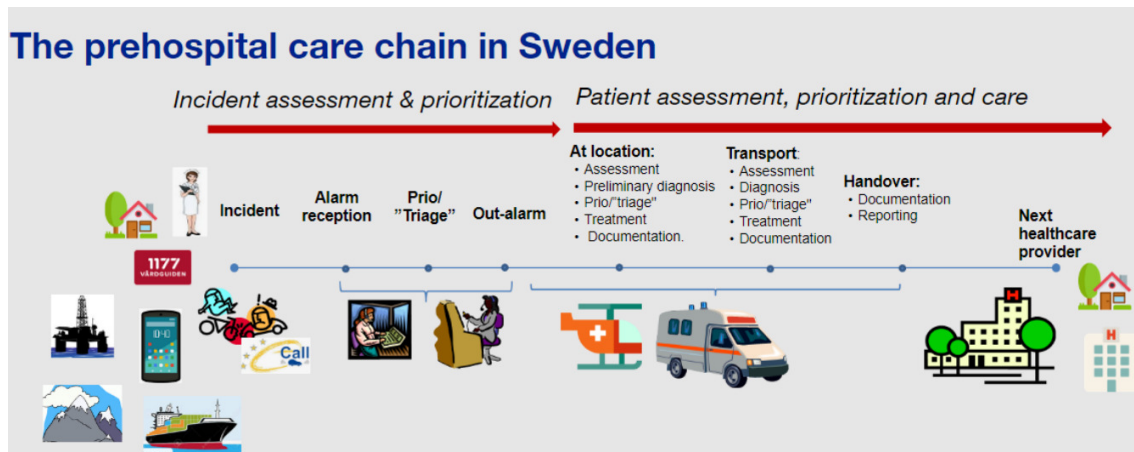 The prehospital care chain in Sweden
Incident assessment & prioritization
Patient assessment, prioritization and care
Incident
Alarm
reception
Prio/
”Triage”
Out-alarm
At location:
• Assessment
• Preliminary diagnosis
• Prio/”triage"
• Treatment
• Documentation.
Transport:
• Assessment
• Diagnosis
• Prio/”triage"
• Treatment
• Documentation
Handover:
• Documentation
• Reporting
Next
healthcare
provider
1177
VÅRDGUIDEN
Call
H
H